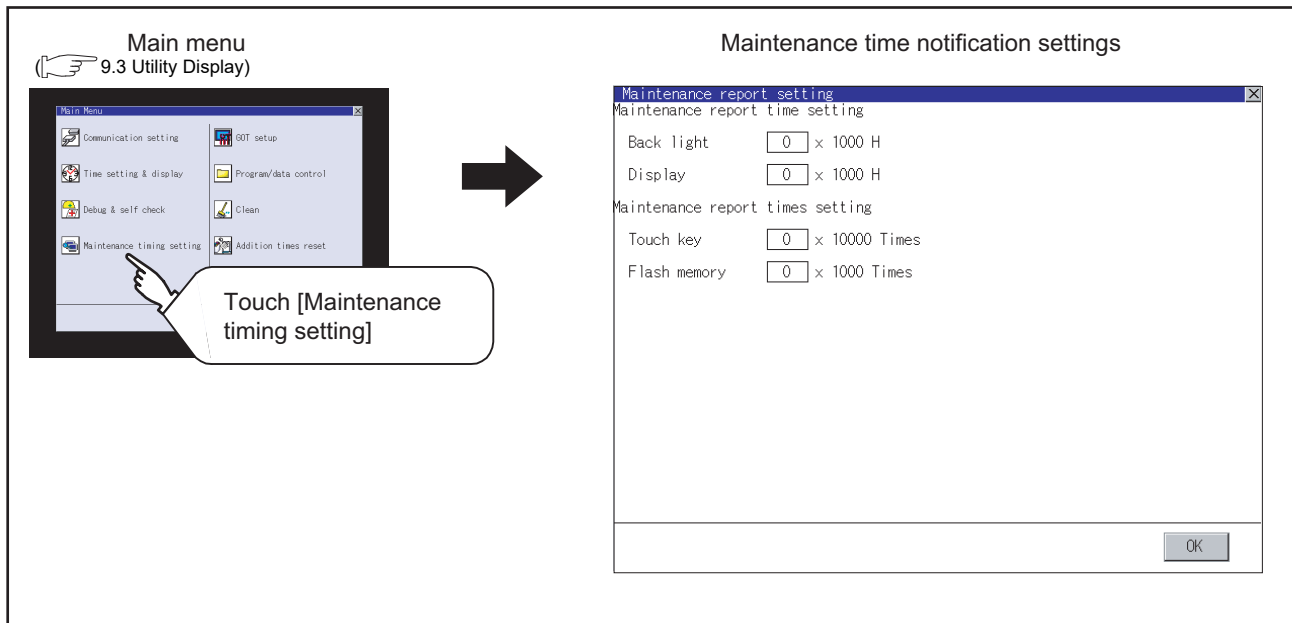 Main menu
( 9.3 Utility Display)
Main Menu
Communication setting
GOT setup
Time setting & display
Program/data control
Debug & self check
Clean
Maintenance timing setting
Addition times reset
Touch [Maintenance
timing setting]
Maintenance time notification settings
Maintenance report setting
Maintenance report time setting
Back light 0 × 1000 H
Display 0 × 1000 H
Maintenance report times setting
Touch key 0 × 10000 Times
Flash memory 0 × 1000 Times
OK